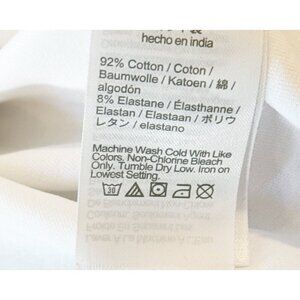 hecho en india
92% Cotton / Coton /
Baumwolle / Katoen / 綿 /
algodón
8% Elastane / Élasthanne /
Elastan / Elastaan / ポリウ
レタン / elastano
Machine Wash Cold With Like
Colors. Non-Chlorine Bleach
Only. Tumble Dry Low. Iron on
Lowest Setting.
30